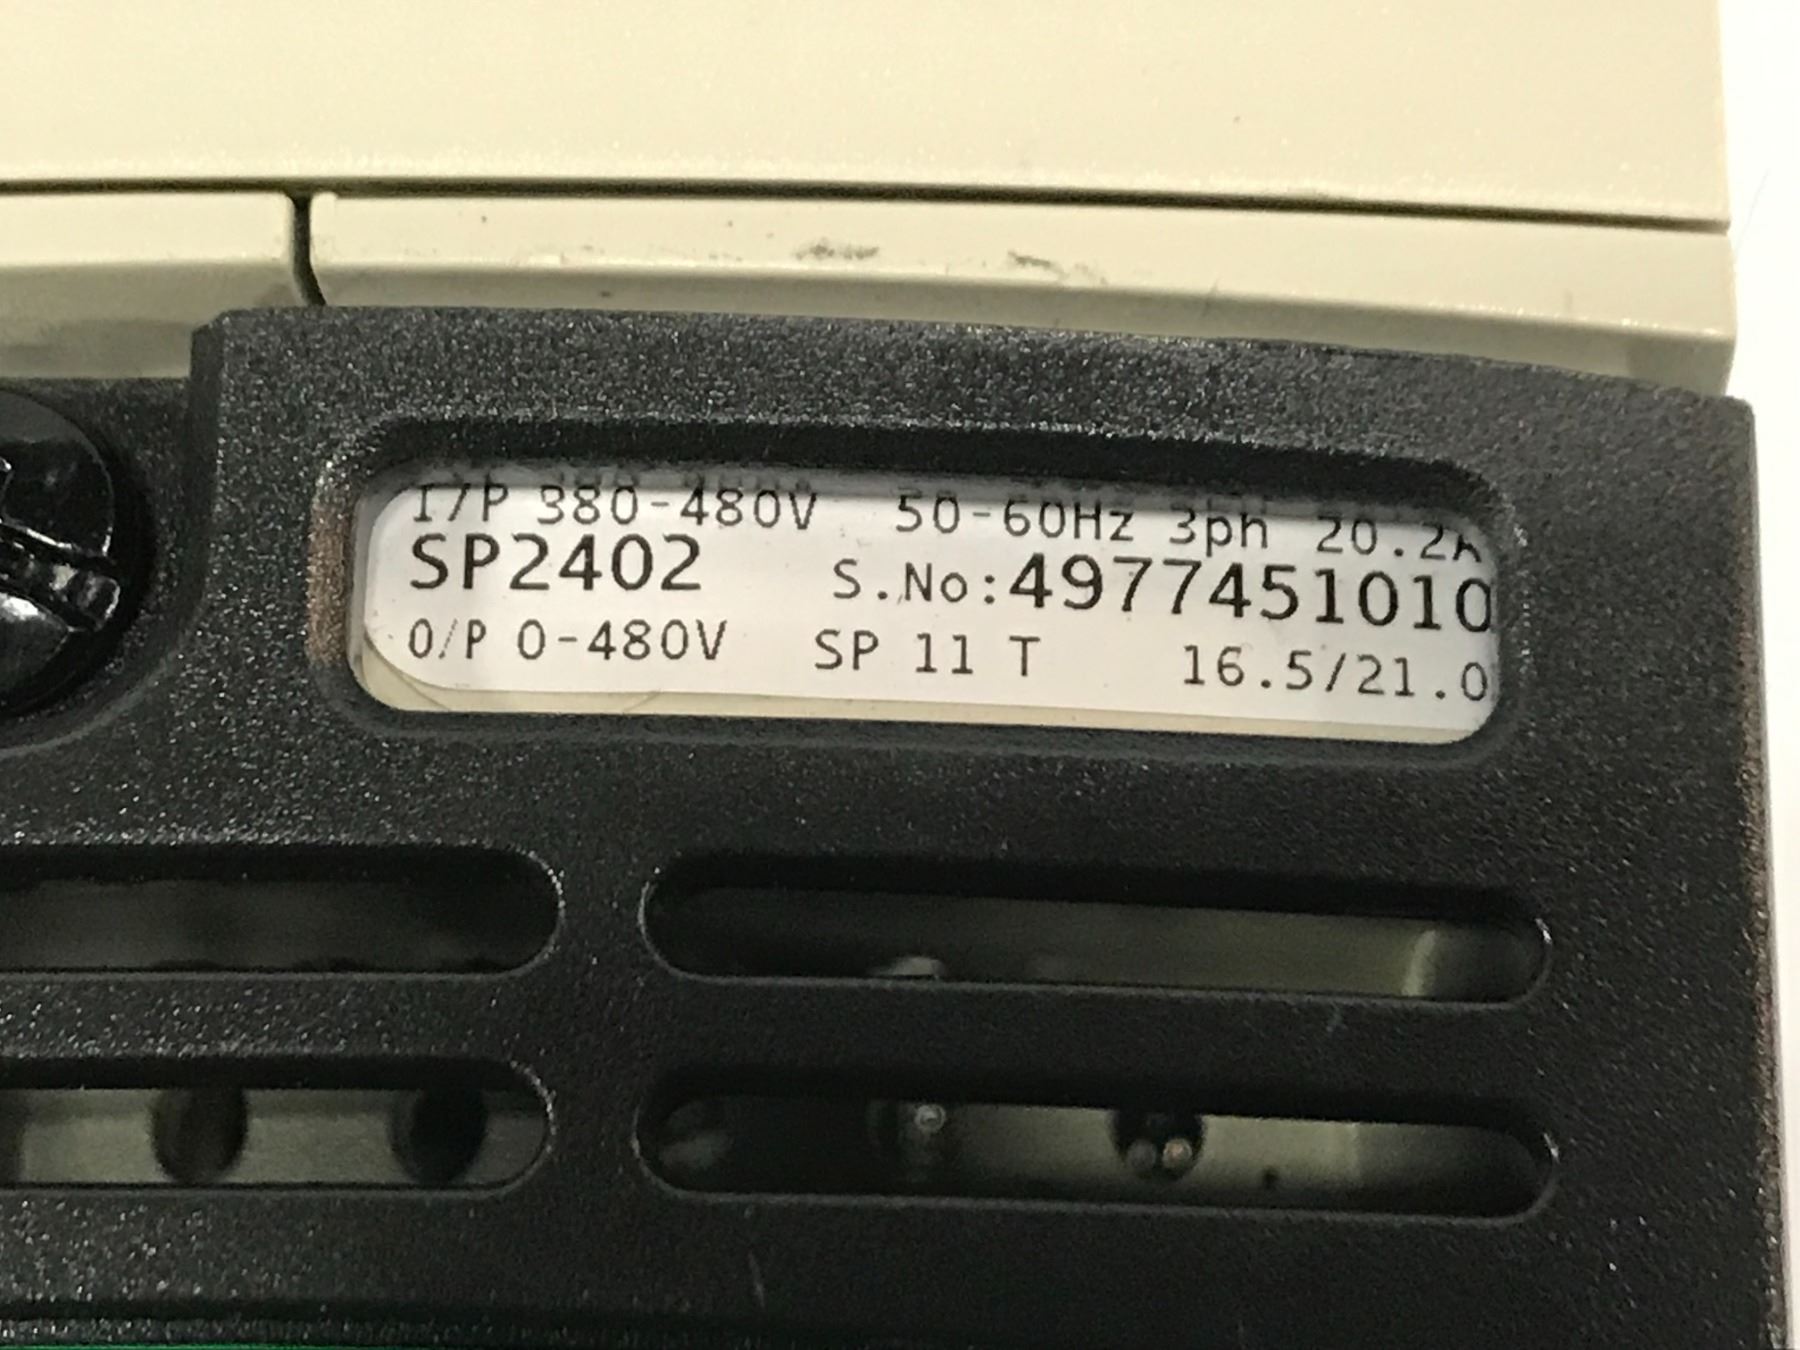 I/P 380-480V 50-60Hz 3ph 20.2A
SP2402 S.No:4977451010
O/P 0-480V SP 11 T 16.5/21.0